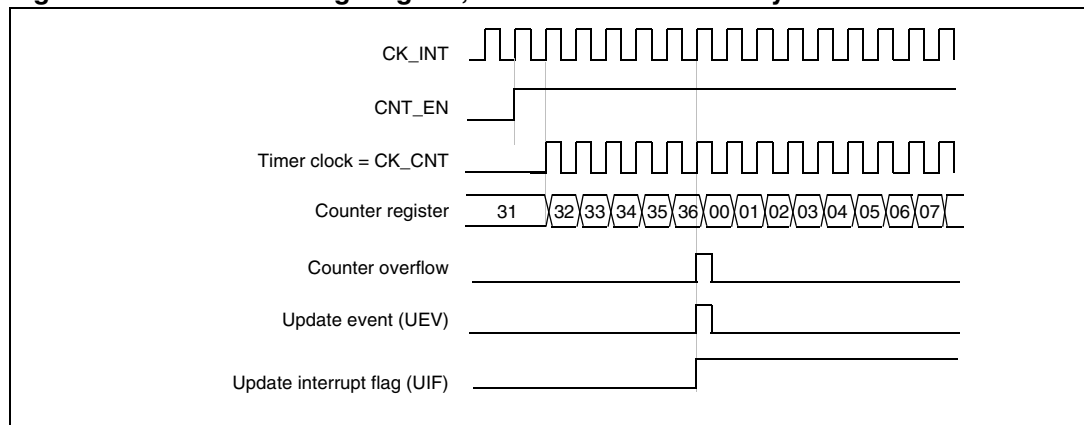 CK_INT
CNT_EN
Timer clock = CK_CNT
Counter register 31 32 33 34 35 36 00 01 02 03 04 05 06 07
Counter overflow
Update event (UEV)
Update interrupt flag (UIF)